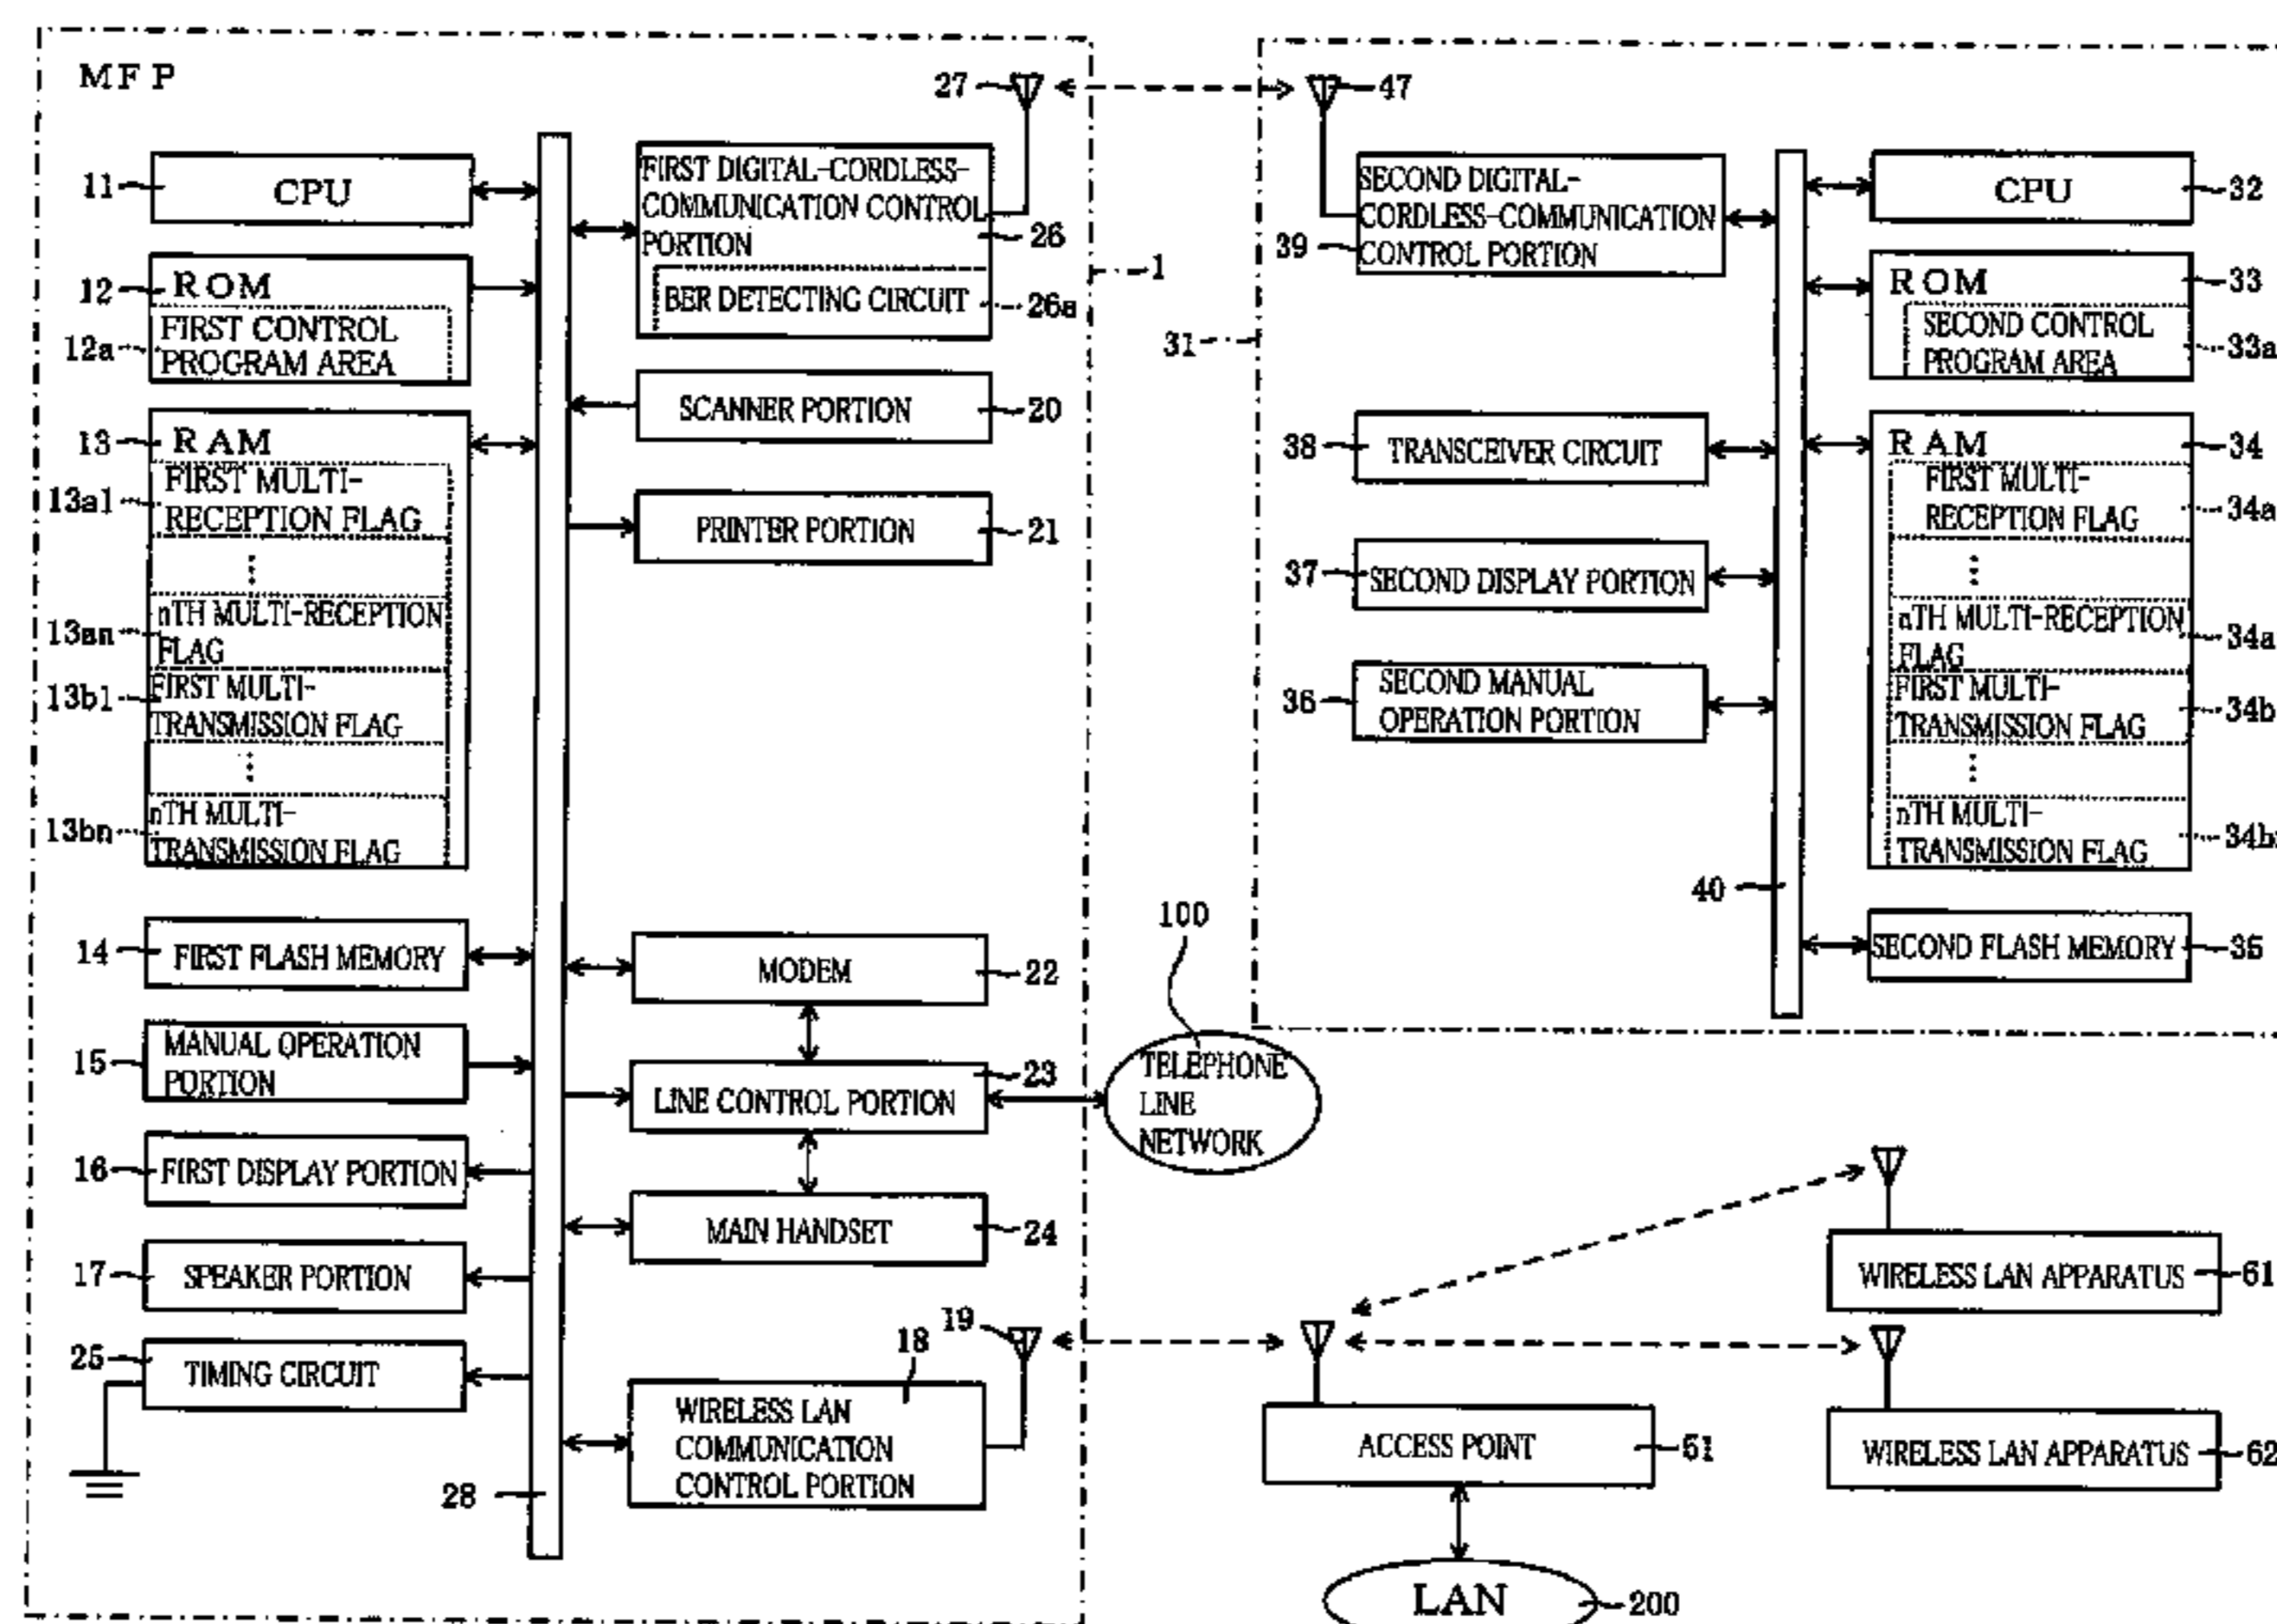 MFP
27
47
11
CPU
FIRST DIGITAL-CORDLESS-
COMMUNICATION CONTROL
PORTION
26
BER DETECTING CIRCUIT
26a
12
ROM
12a
FIRST CONTROL
PROGRAM AREA
1
13
RAM
13a1
FIRST MULTI-
RECEPTION FLAG
13an
nTH MULTI-RECEPTION
FLAG
13b1
FIRST MULTI-
TRANSMISSION FLAG
13bn
nTH MULTI-
TRANSMISSION FLAG
SCANNER PORTION
20
PRINTER PORTION
21
14
FIRST FLASH MEMORY
MODEM
22
15
MANUAL OPERATION
PORTION
LINE CONTROL PORTION
23
16
FIRST DISPLAY PORTION
MAIN HANDSET
24
17
SPEAKER PORTION
25
TIMING CIRCUIT
18
19
WIRELESS LAN
COMMUNICATION
CONTROL PORTION
28
31
SECOND DIGITAL-
CORDLESS-COMMUNICATION
CONTROL PORTION
39
CPU
32
ROM
33
SECOND CONTROL
PROGRAM AREA
33a
38
TRANSCEIVER CIRCUIT
RAM
34
FIRST MULTI-
RECEPTION FLAG
34a
37
SECOND DISPLAY PORTION
nTH MULTI-RECEPTION
FLAG
34a
36
SECOND MANUAL
OPERATION PORTION
FIRST MULTI-
TRANSMISSION FLAG
34b
nTH MULTI-
TRANSMISSION FLAG
34b
40
SECOND FLASH MEMORY
35
100
TELEPHONE
LINE
NETWORK
WIRELESS LAN APPARATUS
61
ACCESS POINT
51
WIRELESS LAN APPARATUS
62
LAN
200